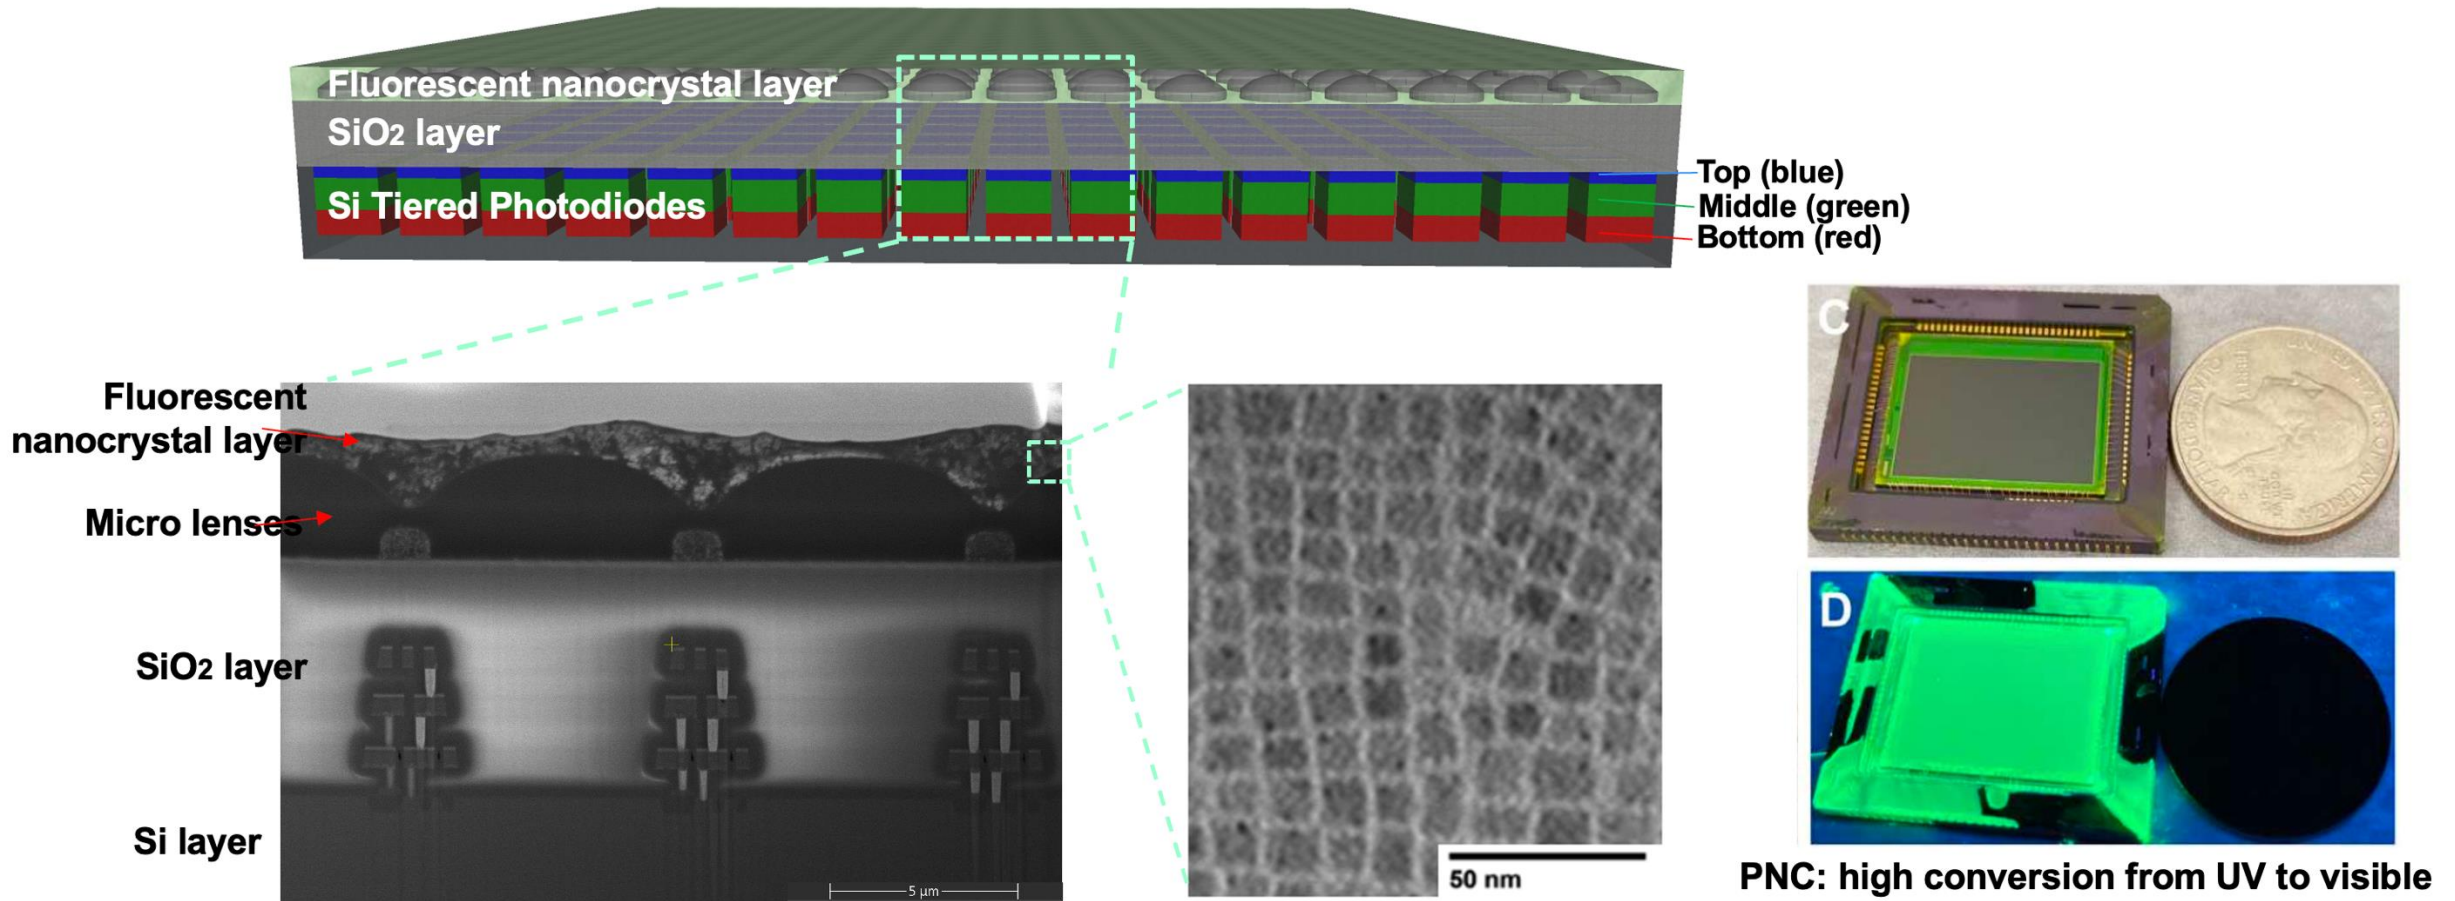 Fluorescent nanocrystal layer
SiO2 layer
Si Tiered Photodiodes
Top (blue)
Middle (green)
Bottom (red)
Fluorescent
nanocrystal layer
Micro lenses
SiO2 layer
Si layer
5 µm
50 nm
C
D
PNC: high conversion from UV to visible